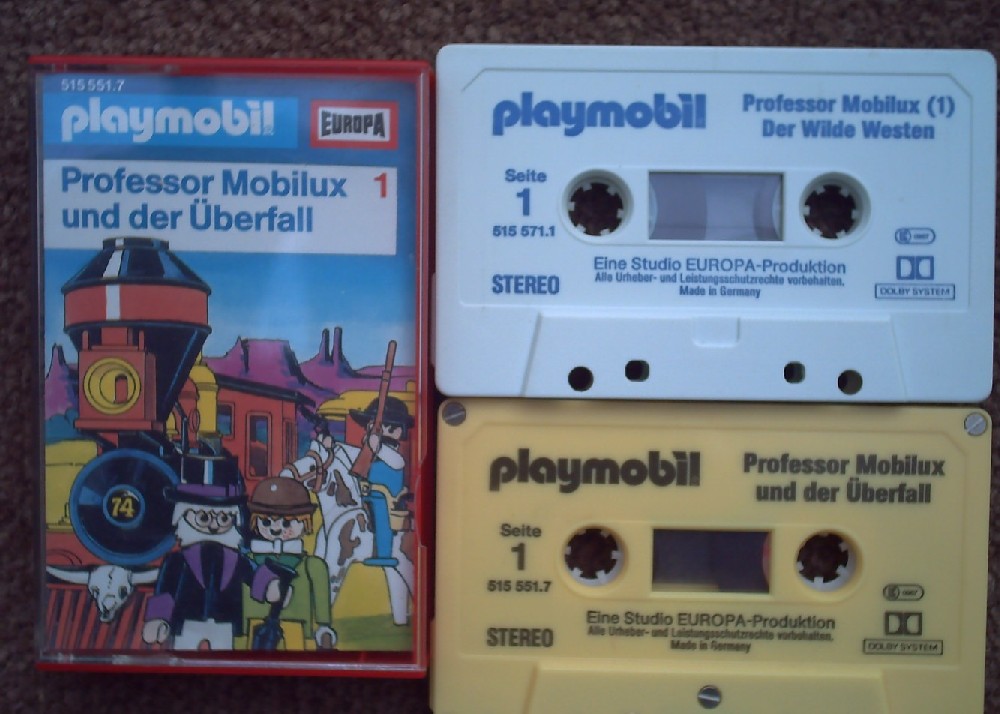 515 551.7
playmobil
EUROPA
Professor Mobilux 1
und der Überfall
74
playmobil
Professor Mobilux (1)
Der Wilde Westen
Seite
1
515 571.1
STEREO
Eine Studio EUROPA-Produktion
Alle Urheber- und Leistungsschutzrechte vorbehalten.
Made in Germany
DOLBY SYSTEM
playmobil
Professor Mobilux
und der Überfall
Seite
1
515 551.7
STEREO
Eine Studio EUROPA-Produktion
Alle Urheber- und Leistungsschutzrechte vorbehalten.
Made in Germany
DOLBY SYSTEM